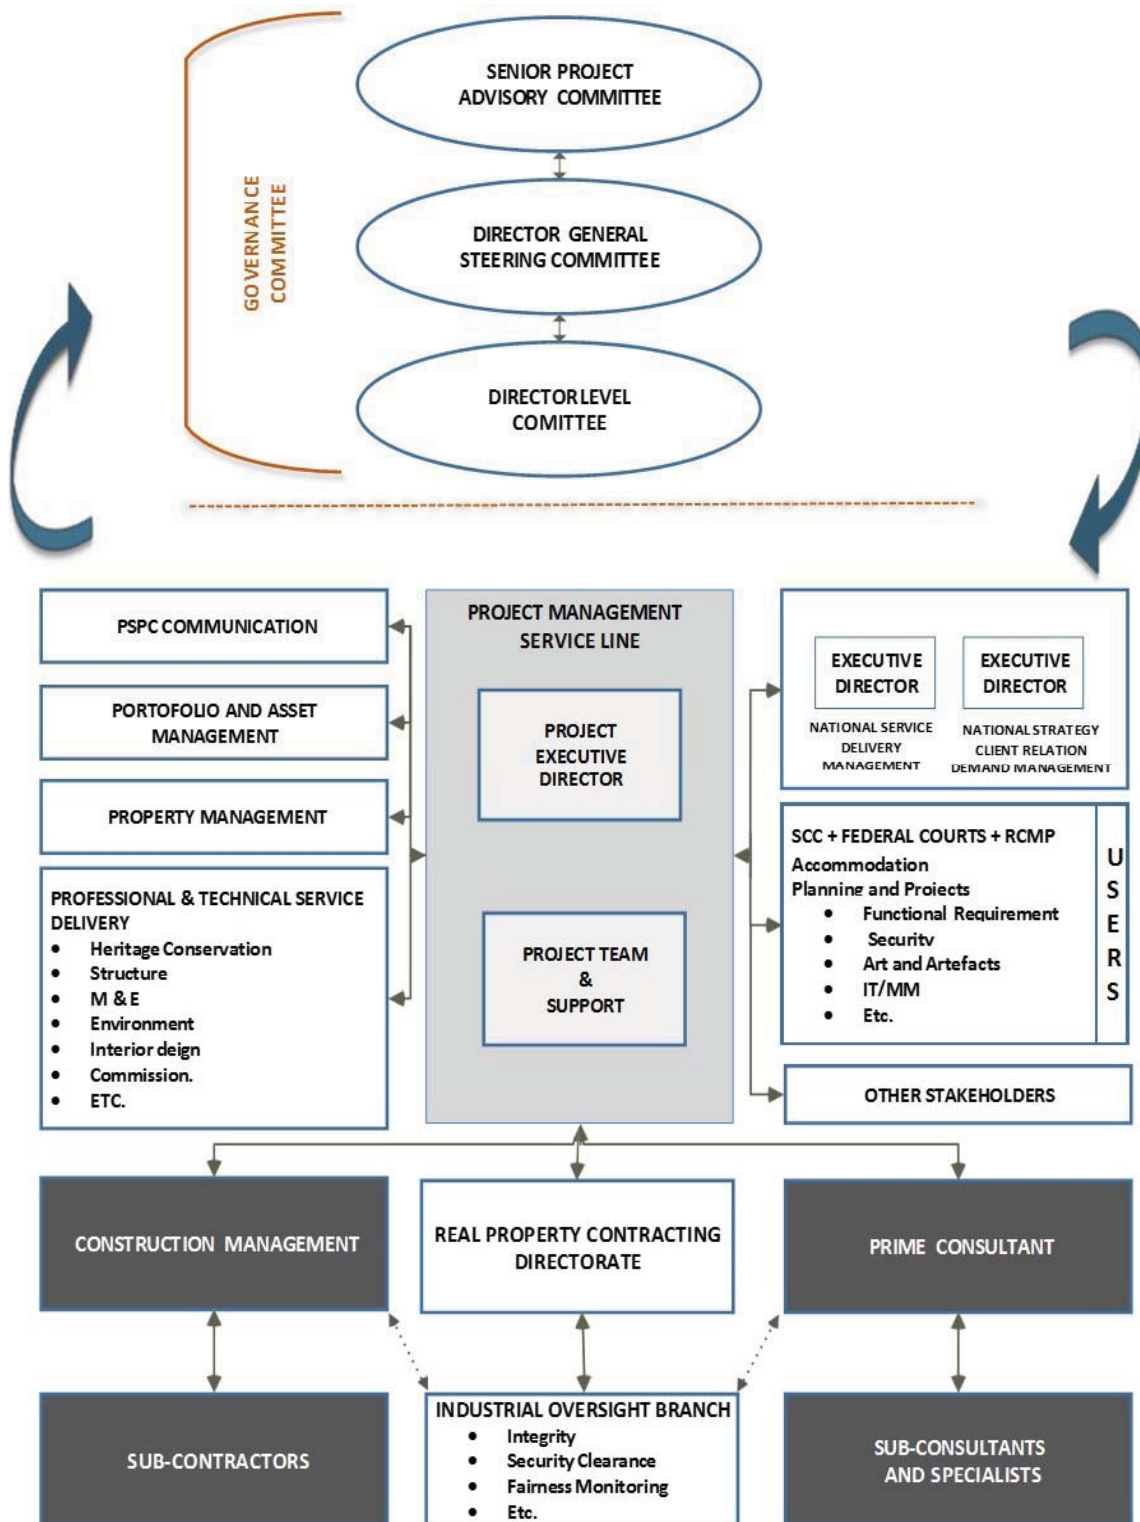 SENIOR PROJECT
ADVISORY COMMITTEE
GOVERNANCE
COMMITTEE
DIRECTOR GENERAL
STEERING COMMITTEE
DIRECTOR LEVEL
COMITTEE
PSPC COMMUNICATION
PORTOFOLIO AND ASSET
MANAGEMENT
PROPERTY MANAGEMENT
PROFESSIONAL & TECHNICAL SERVICE
DELIVERY
• Heritage Conservation
• Structure
• M & E
• Environment
• Interior deign
• Commission.
• ETC.
PROJECT MANAGEMENT
SERVICE LINE
PROJECT
EXECUTIVE
DIRECTOR
PROJECT TEAM
&
SUPPORT
EXECUTIVE
DIRECTOR
NATIONAL SERVICE
DELIVERY
MANAGEMENT
EXECUTIVE
DIRECTOR
NATIONAL STRATEGY
CLIENT RELATION
DEMAND MANAGEMENT
SCC + FEDERAL COURTS + RCMP
Accommodation
Planning and Projects
• Functional Requirement
• Security
• Art and Artefacts
• IT/MM
• Etc.
USERS
OTHER STAKEHOLDERS
CONSTRUCTION MANAGEMENT
REAL PROPERTY CONTRACTING
DIRECTORATE
PRIME CONSULTANT
SUB-CONTRACTORS
INDUSTRIAL OVERSIGHT BRANCH
• Integrity
• Security Clearance
• Fairness Monitoring
• Etc.
SUB-CONSULTANTS
AND SPECIALISTS